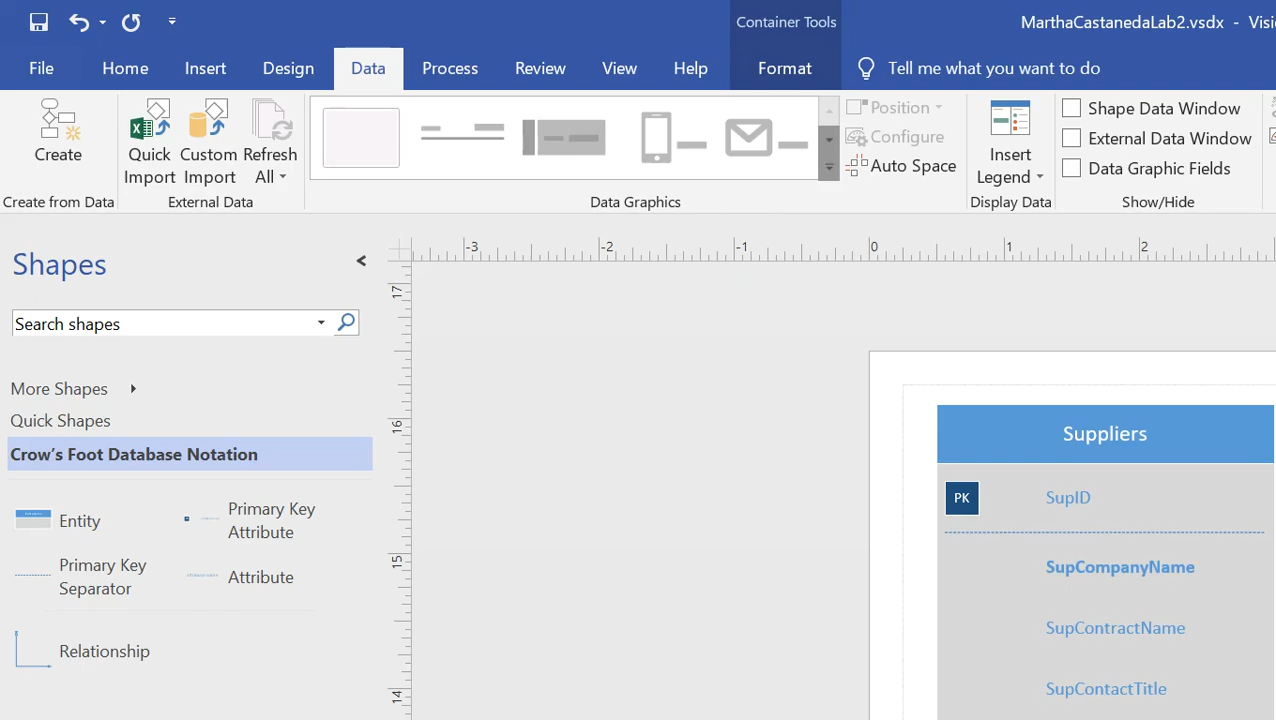 Container Tools
MarthaCastanedaLab2.vsdx - Visi
File Home Insert Design Data Process Review View Help Format Tell me what you want to do
Create
Quick Import
Custom Import
Refresh All
Position
Configure
Auto Space
Insert Legend
Shape Data Window
External Data Window
Data Graphic Fields
Create from Data External Data Data Graphics Display Data Show/Hide
Shapes
-3 -2 -1 0 1 2
17
Search shapes
More Shapes
Quick Shapes
16
Suppliers
Crow's Foot Database Notation
PK SupID
Entity
Primary Key Attribute
15
SupCompanyName
Primary Key Separator
Attribute
SupContractName
Relationship
14
SupContactTitle